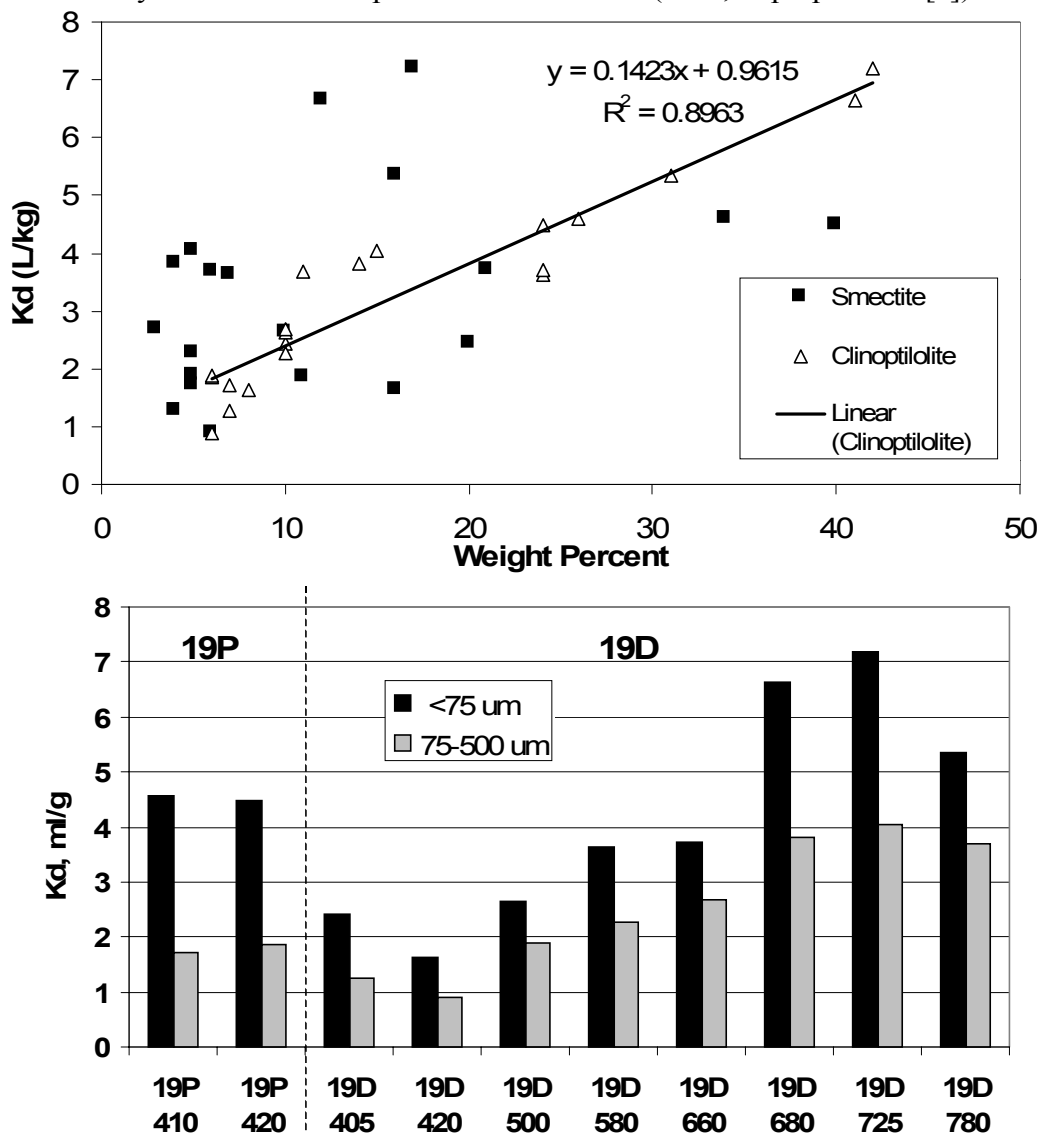 8
7
6
5
4
3
2
1
0
Kd (L/kg)
y = 0.1423x + 0.9615
R² = 0.8963
Smectite
Clinoptilolite
Linear
(Clinoptilolite)
0 10 20 30 40 50
Weight Percent
8
7
6
5
4
3
2
1
0
Kd, ml/g
19P 19D
<75 um
75-500 um
19P 19P 19D 19D 19D 19D 19D 19D 19D 19D
410 420 405 420 500 580 660 680 725 780